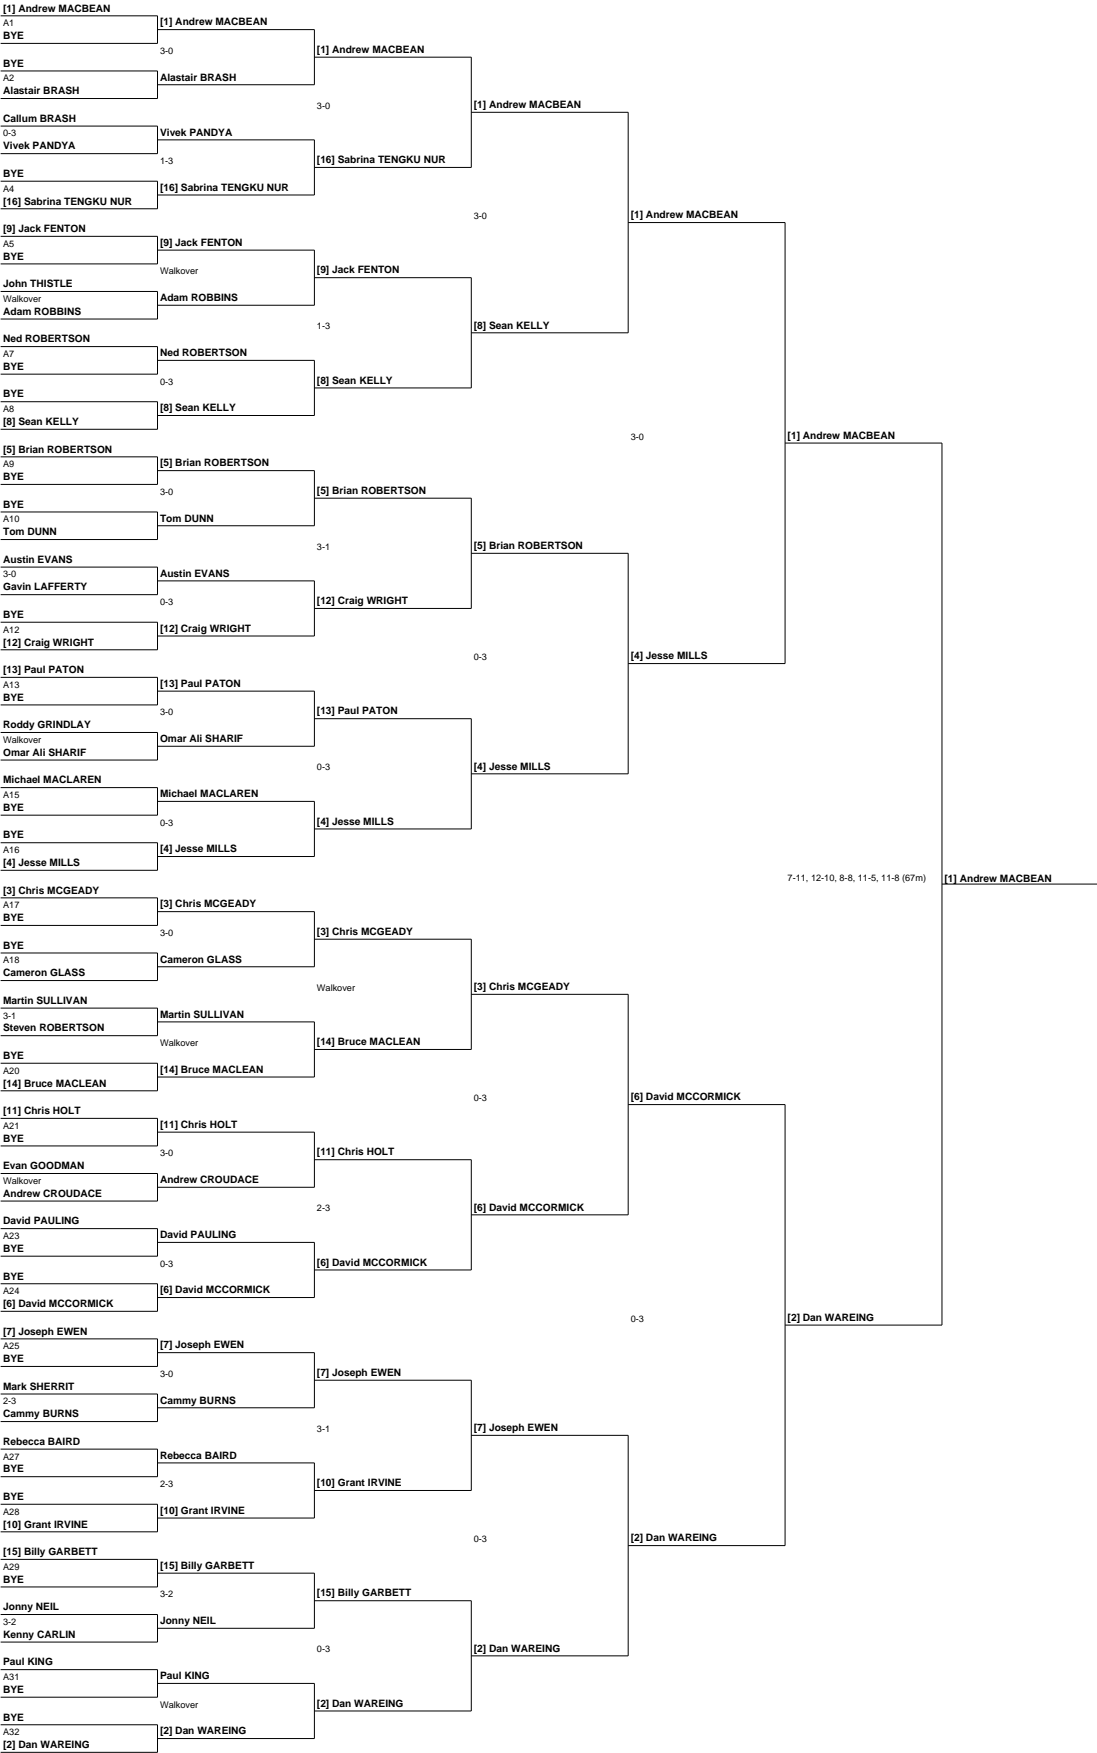 [1] Andrew MACBEAN
A1
BYE
BYE
A2
Alastair BRASH
Callum BRASH
0-3
Vivek PANDYA
BYE
A4
[16] Sabrina TENGKU NUR
[9] Jack FENTON
A5
BYE
John THISTLE
Walkover
Adam ROBBINS
Ned ROBERTSON
A7
BYE
BYE
A8
[8] Sean KELLY
[5] Brian ROBERTSON
A9
BYE
BYE
A10
Tom DUNN
Austin EVANS
3-0
Gavin LAFFERTY
BYE
A12
[12] Craig WRIGHT
[13] Paul PATON
A13
BYE
Roddy GRINDLAY
Walkover
Omar Ali SHARIF
Michael MACLAREN
A15
BYE
BYE
A16
[4] Jesse MILLS
[3] Chris MCGEADY
A17
BYE
BYE
A18
Cameron GLASS
Martin SULLIVAN
3-1
Steven ROBERTSON
BYE
A20
[14] Bruce MACLEAN
[11] Chris HOLT
A21
BYE
Evan GOODMAN
Walkover
Andrew CROUDACE
David PAULING
A23
BYE
BYE
A24
[6] David MCCORMICK
[7] Joseph EWEN
A25
BYE
Mark SHERRIT
2-3
Cammy BURNS
Rebecca BAIRD
A27
BYE
BYE
A28
[10] Grant IRVINE
[15] Billy GARBETT
A29
BYE
Jonny NEIL
3-2
Kenny CARLIN
Paul KING
A31
BYE
BYE
A32
[2] Dan WAREING
[1] Andrew MACBEAN
3-0
Alastair BRASH
Vivek PANDYA
1-3
[16] Sabrina TENGKU NUR
[9] Jack FENTON
Walkover
Adam ROBBINS
Ned ROBERTSON
0-3
[8] Sean KELLY
[5] Brian ROBERTSON
3-0
Tom DUNN
Austin EVANS
0-3
[12] Craig WRIGHT
[13] Paul PATON
3-0
Omar Ali SHARIF
Michael MACLAREN
0-3
[4] Jesse MILLS
[3] Chris MCGEADY
3-0
Cameron GLASS
Martin SULLIVAN
Walkover
[14] Bruce MACLEAN
[11] Chris HOLT
3-0
Andrew CROUDACE
David PAULING
0-3
[6] David MCCORMICK
[7] Joseph EWEN
3-0
Cammy BURNS
Rebecca BAIRD
2-3
[10] Grant IRVINE
[15] Billy GARBETT
3-2
Jonny NEIL
Paul KING
Walkover
[2] Dan WAREING
[1] Andrew MACBEAN
3-0
[16] Sabrina TENGKU NUR
[9] Jack FENTON
1-3
[8] Sean KELLY
[5] Brian ROBERTSON
3-1
[12] Craig WRIGHT
[13] Paul PATON
0-3
[4] Jesse MILLS
[3] Chris MCGEADY
Walkover
[14] Bruce MACLEAN
[11] Chris HOLT
2-3
[6] David MCCORMICK
[7] Joseph EWEN
3-1
[10] Grant IRVINE
[15] Billy GARBETT
0-3
[2] Dan WAREING
[1] Andrew MACBEAN
3-0
[8] Sean KELLY
[5] Brian ROBERTSON
0-3
[4] Jesse MILLS
[3] Chris MCGEADY
0-3
[6] David MCCORMICK
[7] Joseph EWEN
0-3
[2] Dan WAREING
[1] Andrew MACBEAN
3-0
[4] Jesse MILLS
[6] David MCCORMICK
0-3
[2] Dan WAREING
[1] Andrew MACBEAN
7-11, 12-10, 8-8, 11-5, 11-8 (67m)
[2] Dan WAREING
[1] Andrew MACBEAN